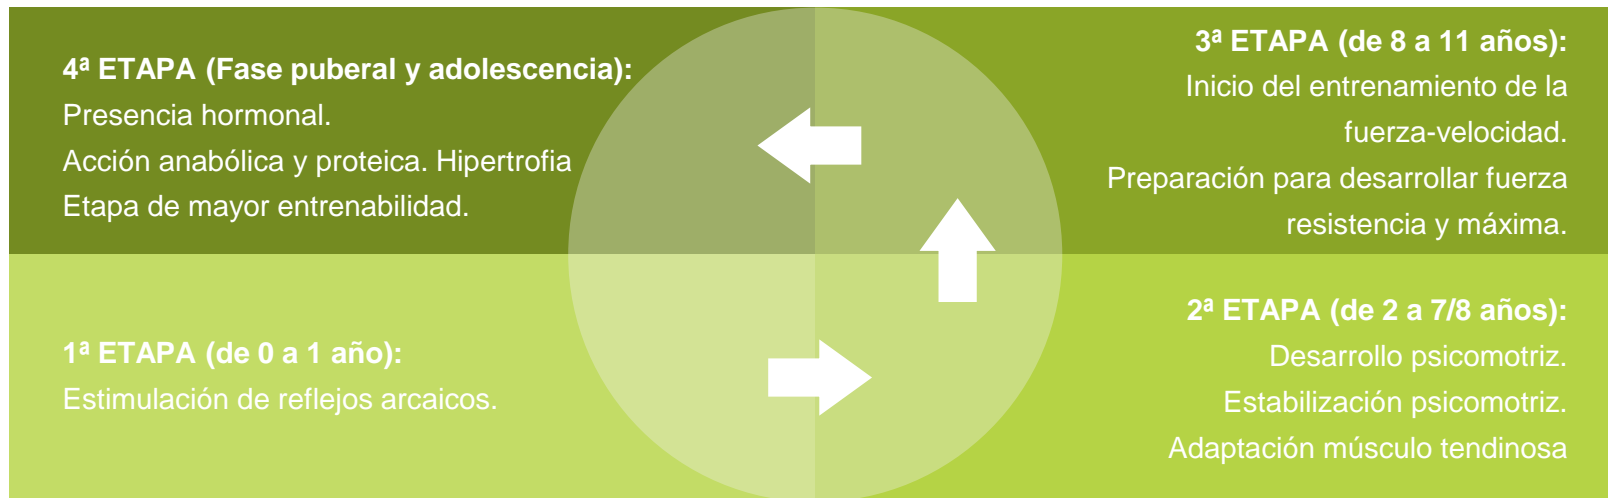 4ª ETAPA (Fase puberal y adolescencia):
Presencia hormonal.
Acción anabólica y proteica. Hipertrofia
Etapa de mayor entrenabilidad.
3ª ETAPA (de 8 a 11 años):
Inicio del entrenamiento de la
fuerza-velocidad.
Preparación para desarrollar fuerza
resistencia y máxima.
1ª ETAPA (de 0 a 1 año):
Estimulación de reflejos arcaicos.
2ª ETAPA (de 2 a 7/8 años):
Desarrollo psicomotriz.
Estabilización psicomotriz.
Adaptación músculo tendinosa